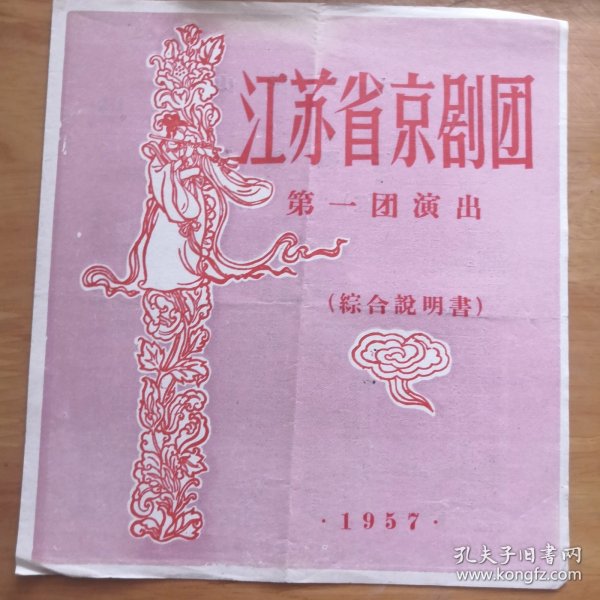 江苏省京剧团
第一团演出
(綜合說明書)
·1957·
孔夫子旧书网
www.kongfz.com